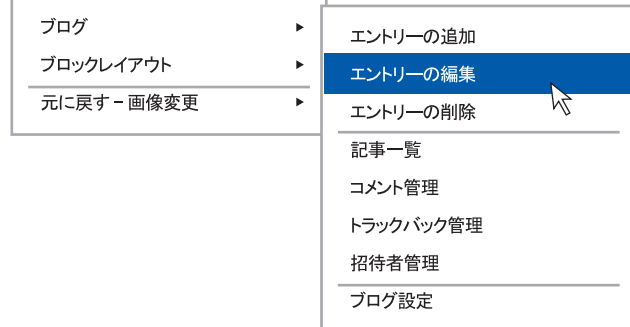 ブログ
ブロックレイアウト
元に戻す－画像変更
エントリーの追加
エントリーの編集
エントリーの削除
記事一覧
コメント管理
トラックバック管理
招待者管理
ブログ設定